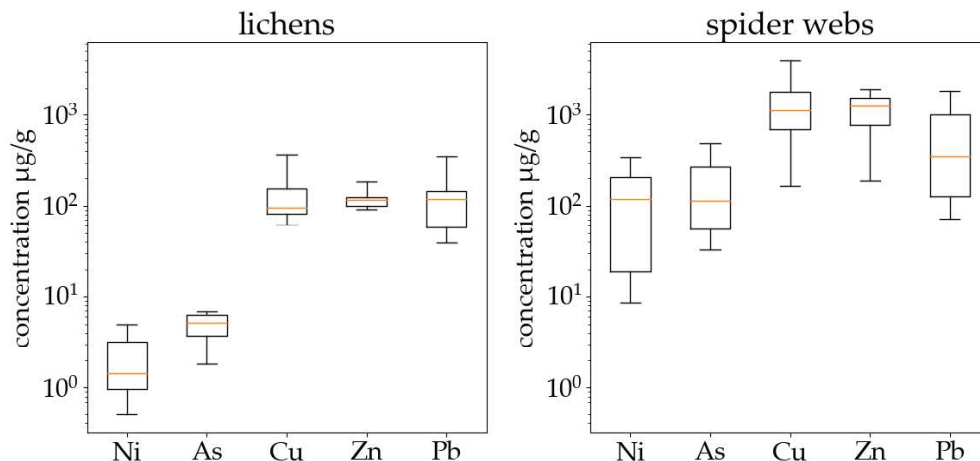 lichens
concentration µg/g
10³
10²
10¹
10⁰
Ni As Cu Zn Pb
spider webs
concentration µg/g
10³
10²
10¹
10⁰
Ni As Cu Zn Pb